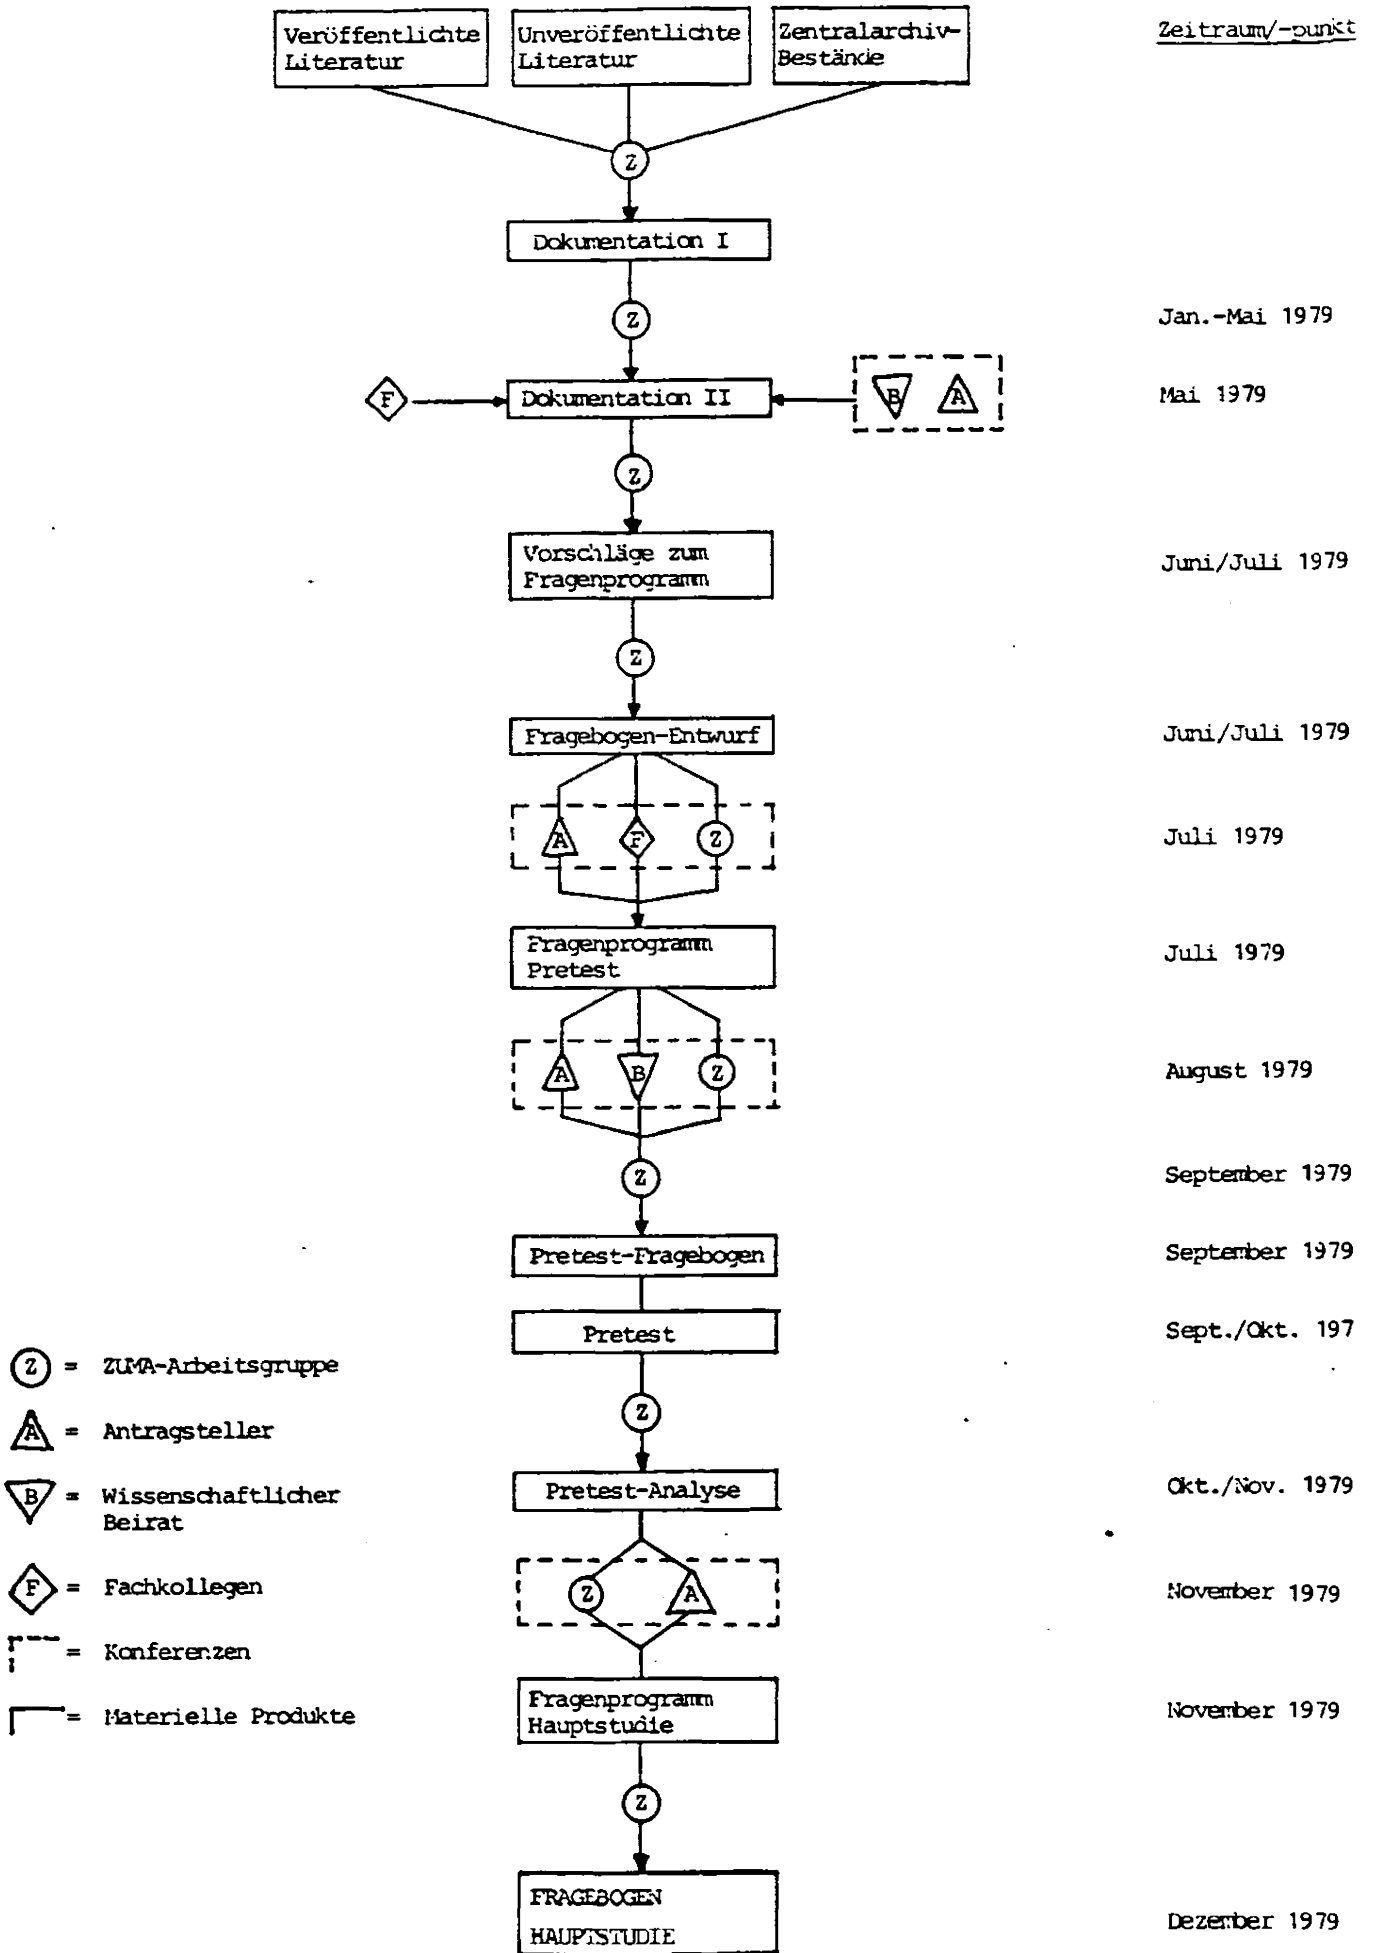 Veröffentlichte
Literatur
Unveröffentlichte
Literatur
Zentralarchiv-
Bestände
Zeitraum/-punkt
Z
Dokumentation I
Z
Jan.-Mai 1979
F
Dokumentation II
B
A
Mai 1979
Z
Vorschläge zum
Fragenprogramm
Juni/Juli 1979
Z
Fragebogen-Entwurf
Juni/Juli 1979
A
F
Z
Juli 1979
Fragenprogramm
Pretest
Juli 1979
A
B
Z
August 1979
Z
September 1979
Pretest-Fragebogen
September 1979
Pretest
Sept./Okt. 197
Z = ZUMA-Arbeitsgruppe
Z
A = Antragsteller
Pretest-Analyse
Okt./Nov. 1979
B = Wissenschaftlicher
Beirat
F = Fachkollegen
Z
A
November 1979
= Konferenzen
Fragenprogramm
Hauptstudie
November 1979
= Materielle Produkte
Z
FRAGEBOGEN
HAUPTSTUDIE
Dezember 1979